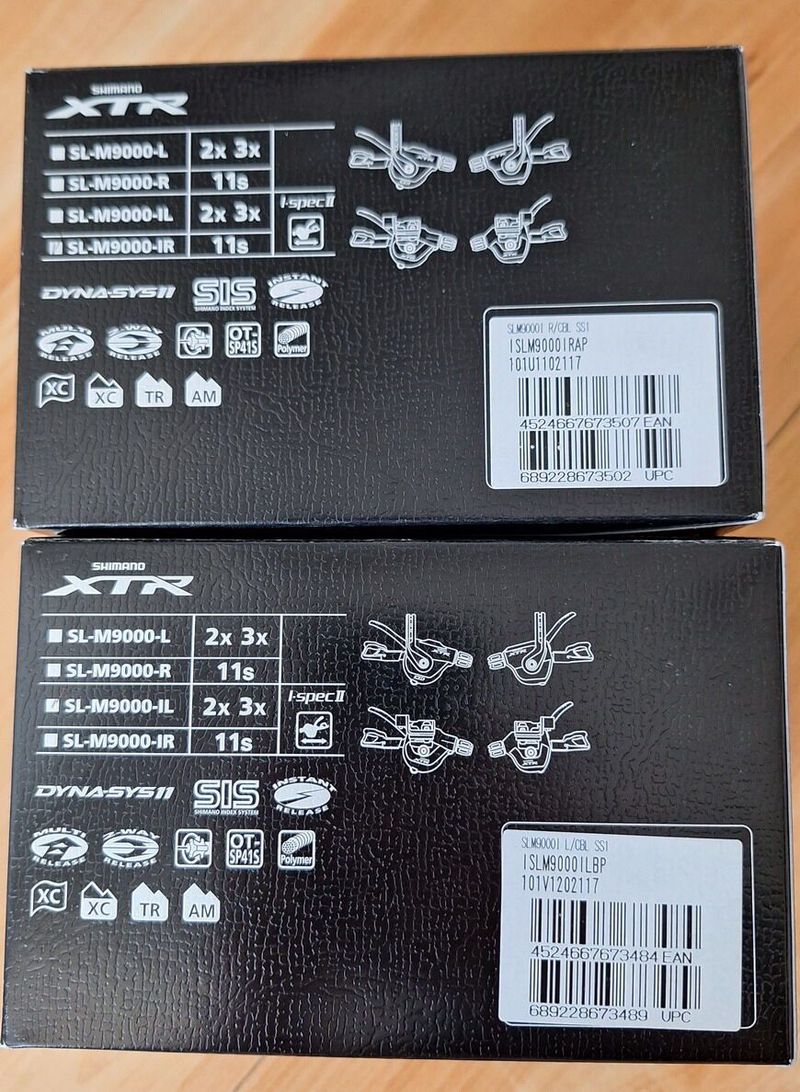 SHIMANO
XTR
SL-M9000-L 2x 3x
SL-M9000-R 11s
SL-M9000-IL 2x 3x I-spec II
SL-M9000-IR 11s
DYNA-SYS11 SIS SHIMANO INDEX SYSTEM INSTANT RELEASE
MULTI RELEASE 2-WAY RELEASE OT-SP41S Polymer
XC XC TR AM
SLM9000I R/CBL SS1
ISLM9000IRAP
101U1102117
4524667673507 EAN
689228673502 UPC
SHIMANO
XTR
SL-M9000-L 2x 3x
SL-M9000-R 11s
SL-M9000-IL 2x 3x I-spec II
SL-M9000-IR 11s
DYNA-SYS11 SIS SHIMANO INDEX SYSTEM INSTANT RELEASE
MULTI RELEASE 2-WAY RELEASE OT-SP41S Polymer
XC XC TR AM
SLM9000I L/CBL SS1
ISLM9000ILBP
101V1202117
4524667673484 EAN
689228673489 UPC